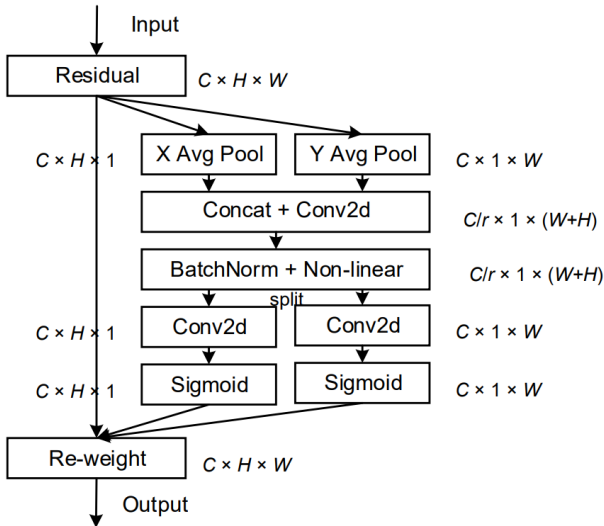 Input
Residual
C × H × W
C × H × 1
X Avg Pool
Y Avg Pool
C × 1 × W
Concat + Conv2d
C/r × 1 × (W+H)
BatchNorm + Non-linear
C/r × 1 × (W+H)
split
C × H × 1
Conv2d
Conv2d
C × 1 × W
C × H × 1
Sigmoid
Sigmoid
C × 1 × W
Re-weight
C × H × W
Output